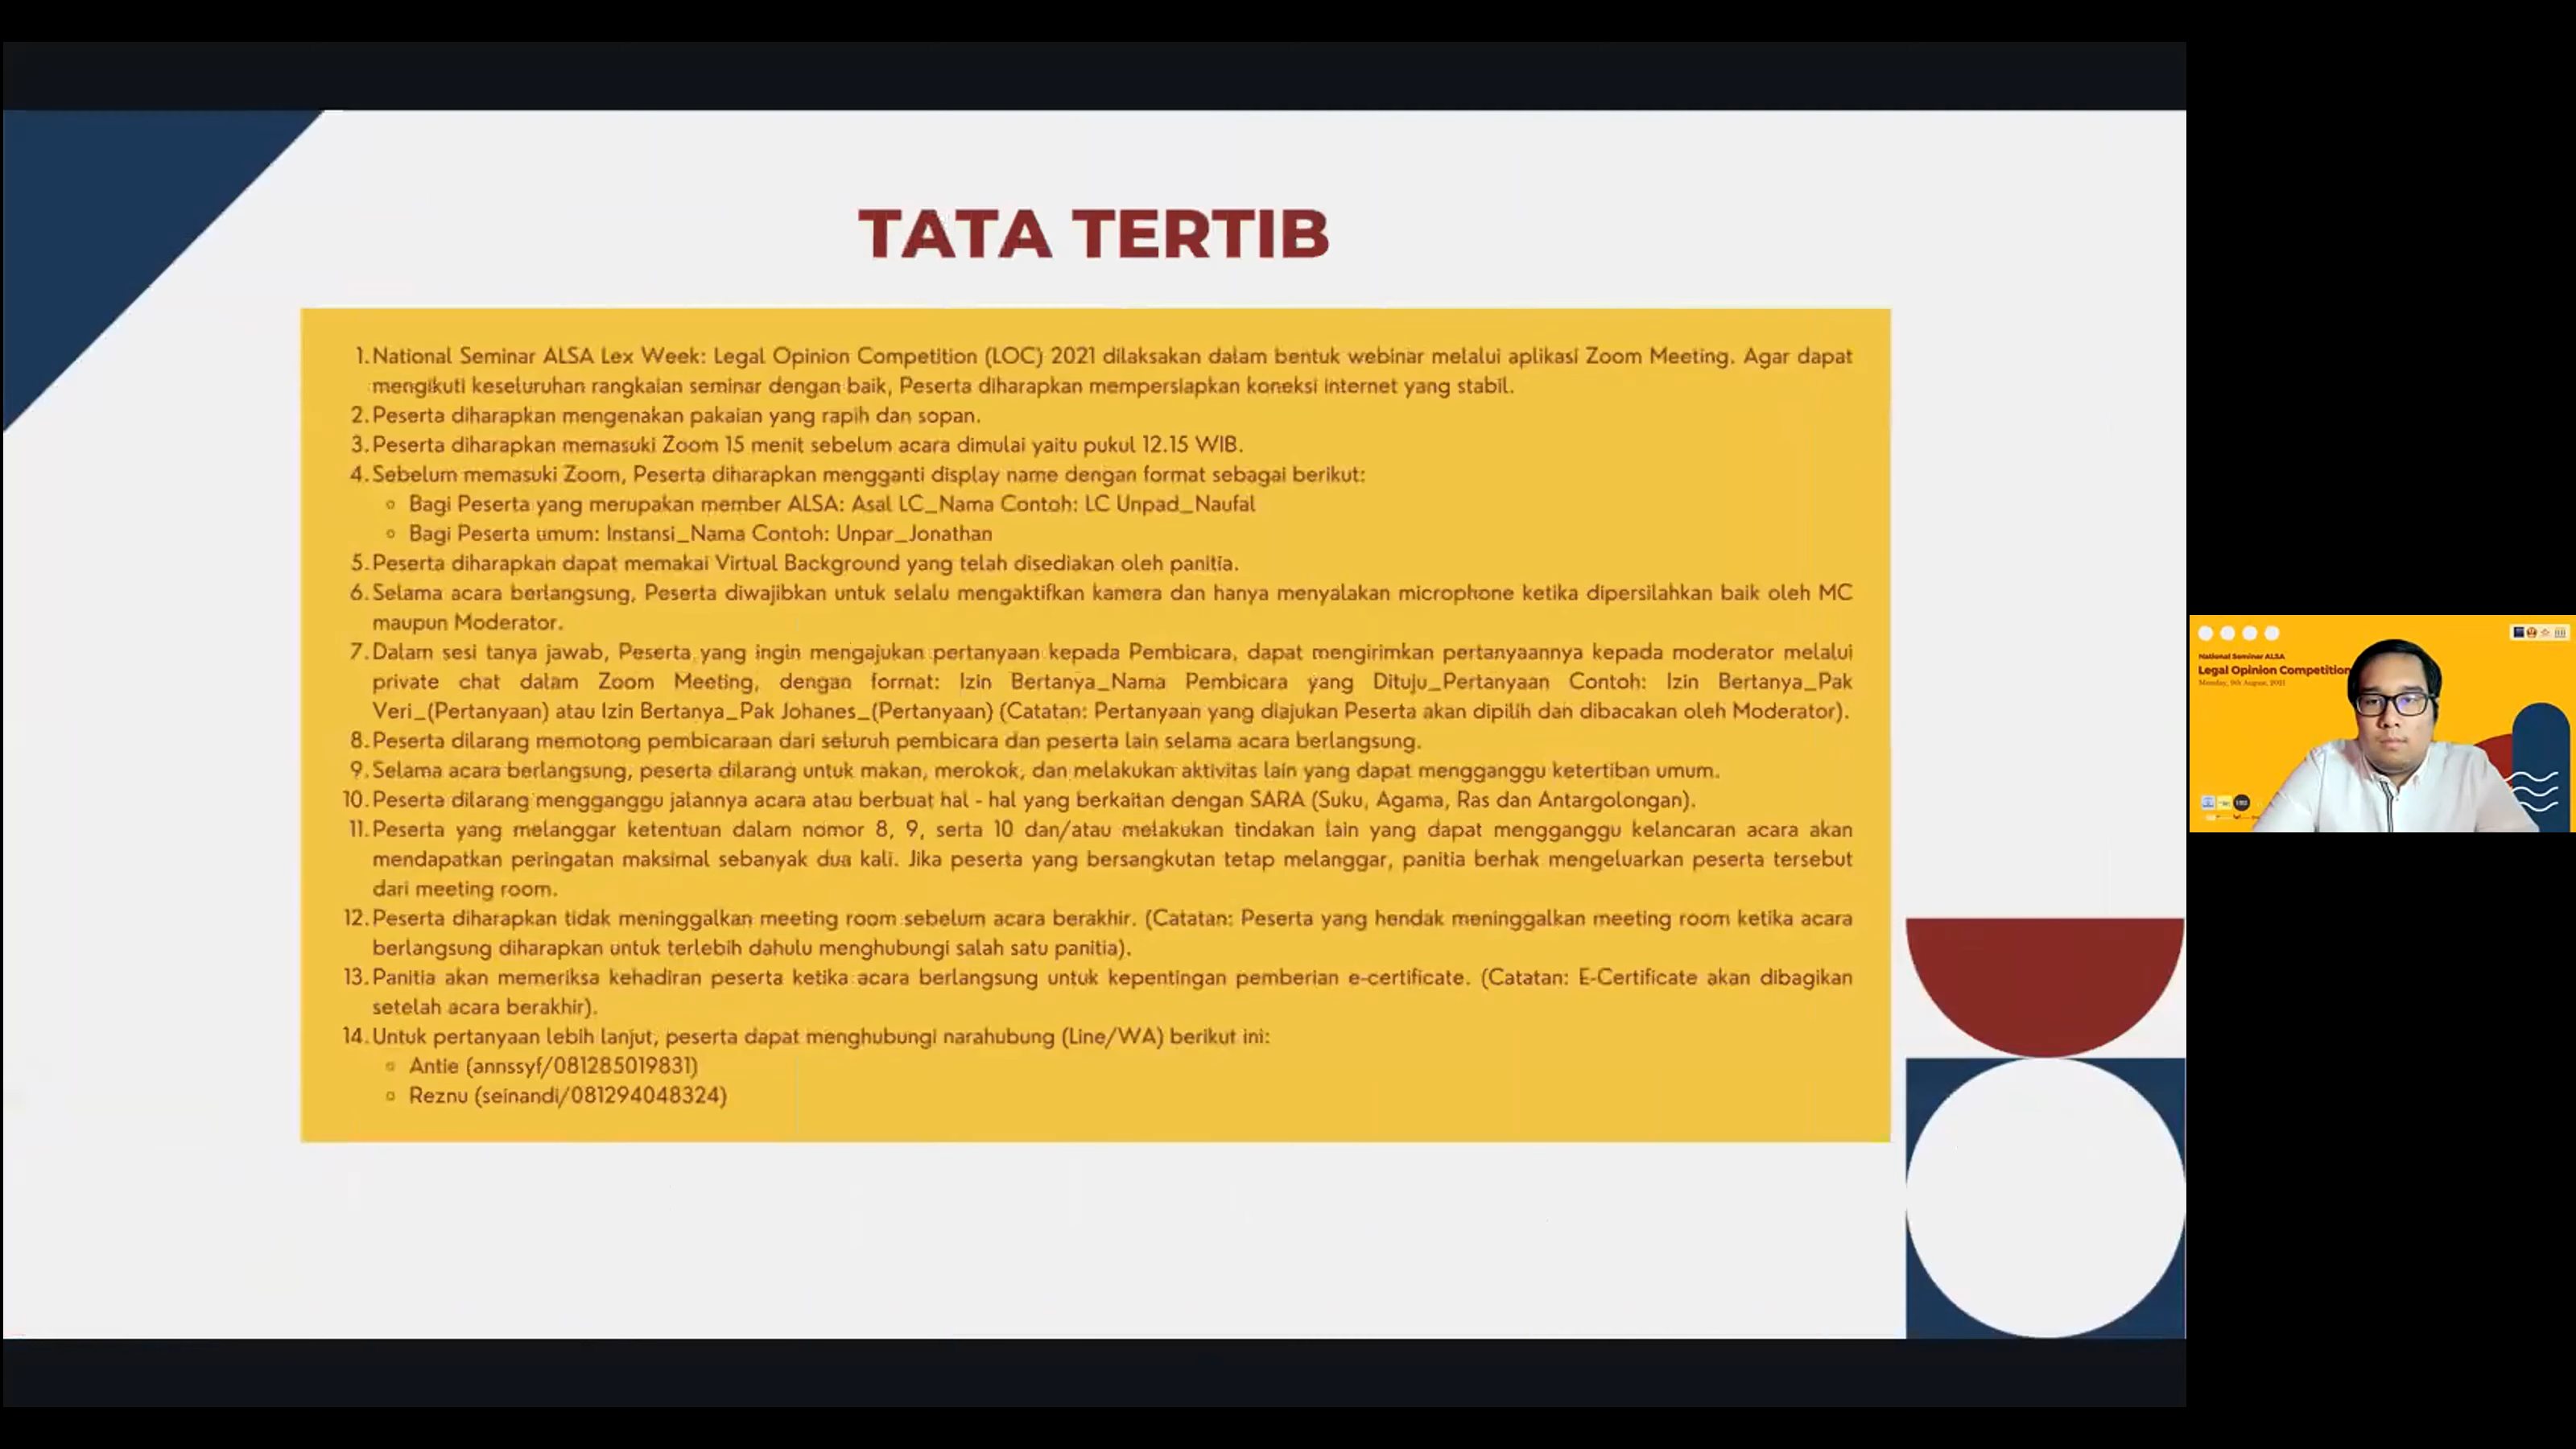 TATA TERTIB
1. National Seminar ALSA Lex Week: Legal Opinion Competition (LOC) 2021 dilaksakan dalam bentuk webinar melalui aplikasi Zoom Meeting. Agar dapat
mengikuti keseluruhan rangkaian seminar dengan baik, Peserta diharapkan mempersiapkan koneksi internet yang stabil.
2. Peserta diharapkan mengenakan pakaian yang rapih dan sopan.
3. Peserta diharapkan memasuki Zoom 15 menit sebelum acara dimulai yaitu pukul 12.15 WIB.
4. Sebelum memasuki Zoom, Peserta diharapkan mengganti display name dengan format sebagai berikut:
Bagi Peserta yang merupakan member ALSA: Asal LC_Nama Contoh: LC Unpad_Naufal
Bagi Peserta umum: Instansi_Nama Contoh: Unpar_Jonathan
5. Peserta diharapkan dapat memakai Virtual Background yang telah disediakan oleh panitia.
6. Selama acara berlangsung, Peserta diwajibkan untuk selalu mengaktifkan kamera dan hanya menyalakan microphone ketika dipersilahkan baik oleh MC
maupun Moderator.
7. Dalam sesi tanya jawab, Peserta yang ingin mengajukan pertanyaan kepada Pembicara, dapat mengirimkan pertanyaannya kepada moderator melalui
private chat dalam Zoom Meeting, dengan format: Izin Bertanya_Nama Pembicara yang Dituju_Pertanyaan Contoh: Izin Bertanya_Pak
Veri_(Pertanyaan) atau Izin Bertanya_Pak Johanes_(Pertanyaan) (Catatan: Pertanyaan yang diajukan Peserta akan dipilih dan dibacakan oleh Moderator).
8. Peserta dilarang memotong pembicaraan dari seluruh pembicara dan peserta lain selama acara berlangsung.
9. Selama acara berlangsung, peserta dilarang untuk makan, merokok, dan melakukan aktivitas lain yang dapat mengganggu ketertiban umum.
10. Peserta dilarang mengganggu jalannya acara atau berbuat hal - hal yang berkaitan dengan SARA (Suku, Agama, Ras dan Antargolongan).
11. Peserta yang melanggar ketentuan dalam nomor 8, 9, serta 10 dan/atau melakukan tindakan lain yang dapat mengganggu kelancaran acara akan
mendapatkan peringatan maksimal sebanyak dua kali. Jika peserta yang bersangkutan tetap melanggar, panitia berhak mengeluarkan peserta tersebut
dari meeting room.
12. Peserta diharapkan tidak meninggalkan meeting room sebelum acara berakhir. (Catatan: Peserta yang hendak meninggalkan meeting room ketika acara
berlangsung diharapkan untuk terlebih dahulu menghubungi salah satu panitia).
13. Panitia akan memeriksa kehadiran peserta ketika acara berlangsung untuk kepentingan pemberian e-certificate. (Catatan: E-Certificate akan dibagikan
setelah acara berakhir).
14. Untuk pertanyaan lebih lanjut, peserta dapat menghubungi narahubung (Line/WA) berikut ini:
Antie (annssyf/081285019831)
Reznu (seinandi/081294048324)
National Seminar ALSA
Legal Opinion Competition
Monday, 9th August, 2021